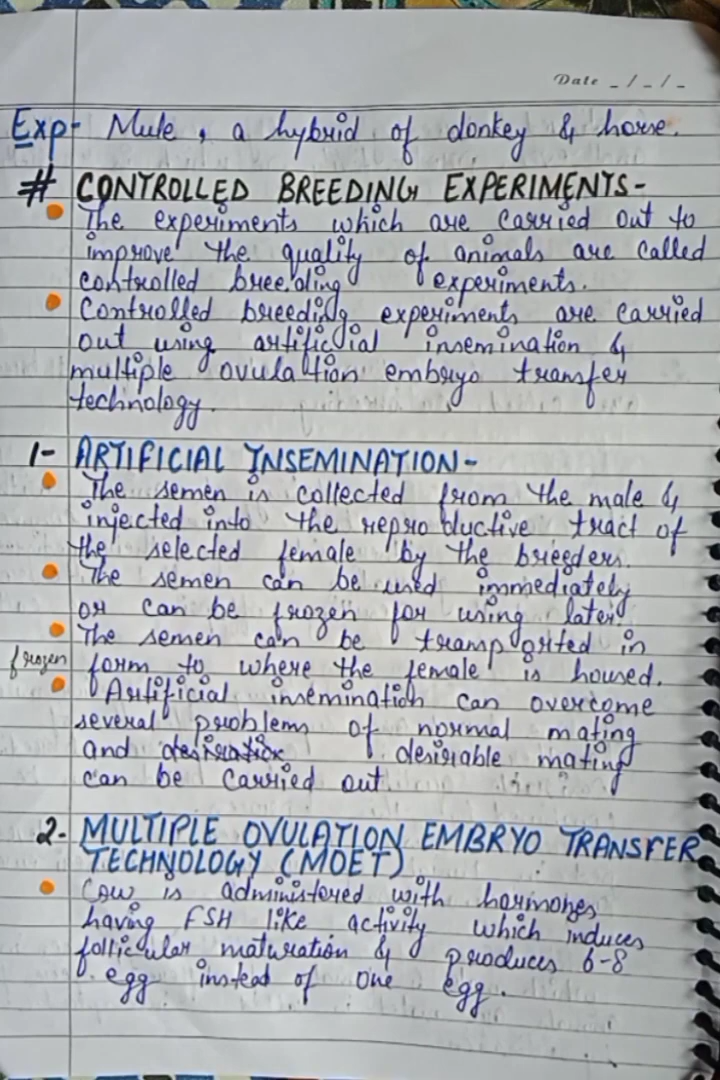 Date _ / _ / _
Exp- Mule, a hybrid of donkey & horse.
# CONTROLLED BREEDING EXPERIMENTS-
The experiments which are carried out to
improve the quality of animals are called
controlled breeding experiments.
Controlled breeding experiments are carried
out using artificial insemination &
multiple ovulation embryo transfer
technology.
1- ARTIFICIAL INSEMINATION-
The semen is collected from the male &
injected into the reproductive tract of
the selected female by the breeders.
The semen can be used immediately
or can be frozen for using later.
The semen can be transported in
frozen form to where the female is housed.
Artificial insemination can overcome
several problems of normal mating
and desirable mating
can be carried out
2- MULTIPLE OVULATION EMBRYO TRANSFER
TECHNOLOGY (MOET)
Cow is administered with harmones
having FSH like activity which induces
follicular maturation & produces 6-8
egg instead of one egg.